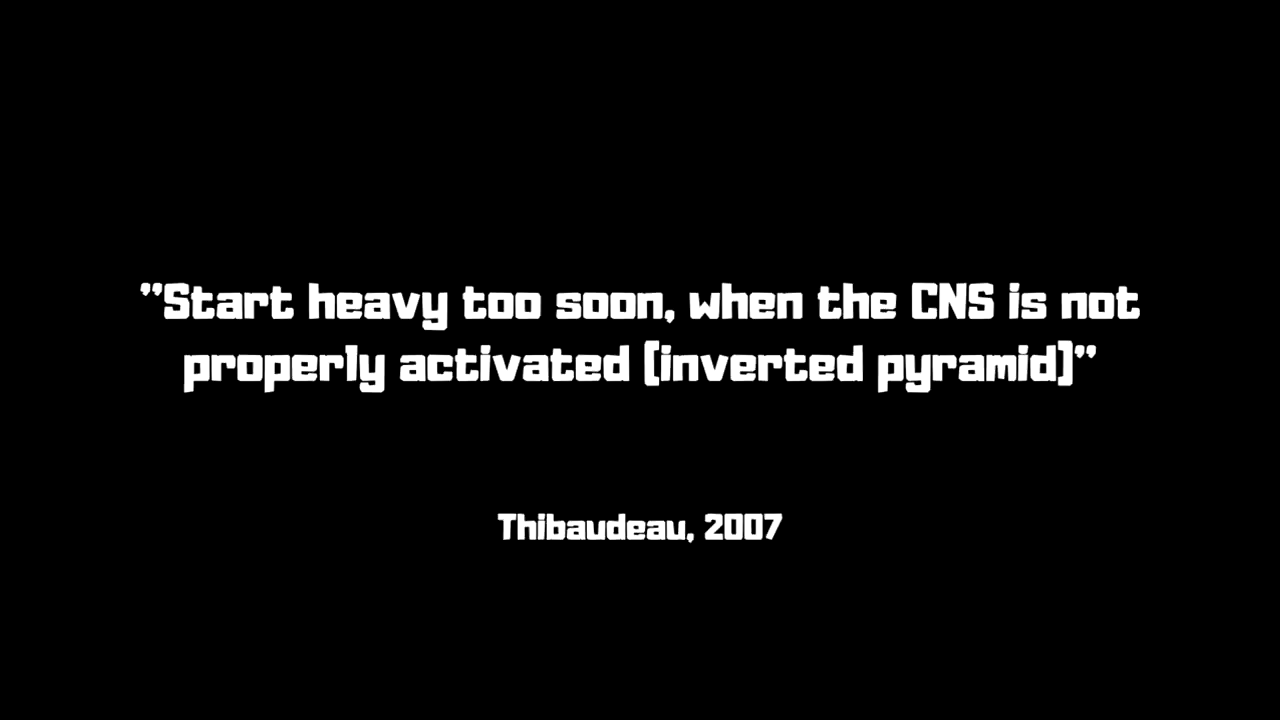 "Start heavy too soon, when the CNS is not
properly activated (inverted pyramid)"
Thibaudeau, 2007